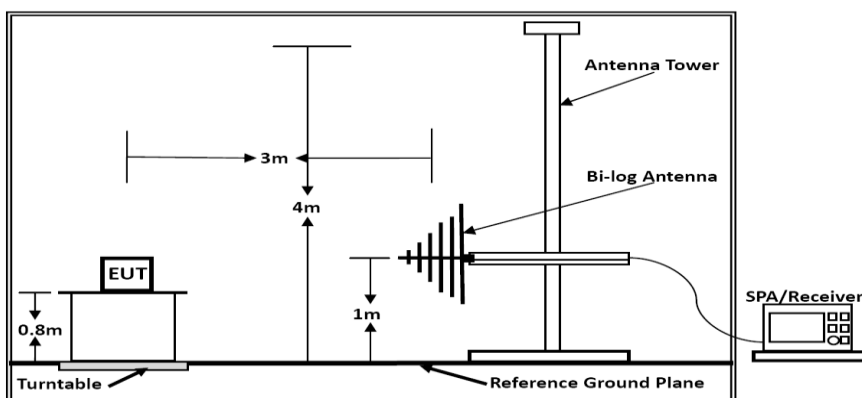 Antenna Tower
3m
Bi-log Antenna
4m
EUT
SPA/Receiver
0.8m
1m
Turntable
Reference Ground Plane